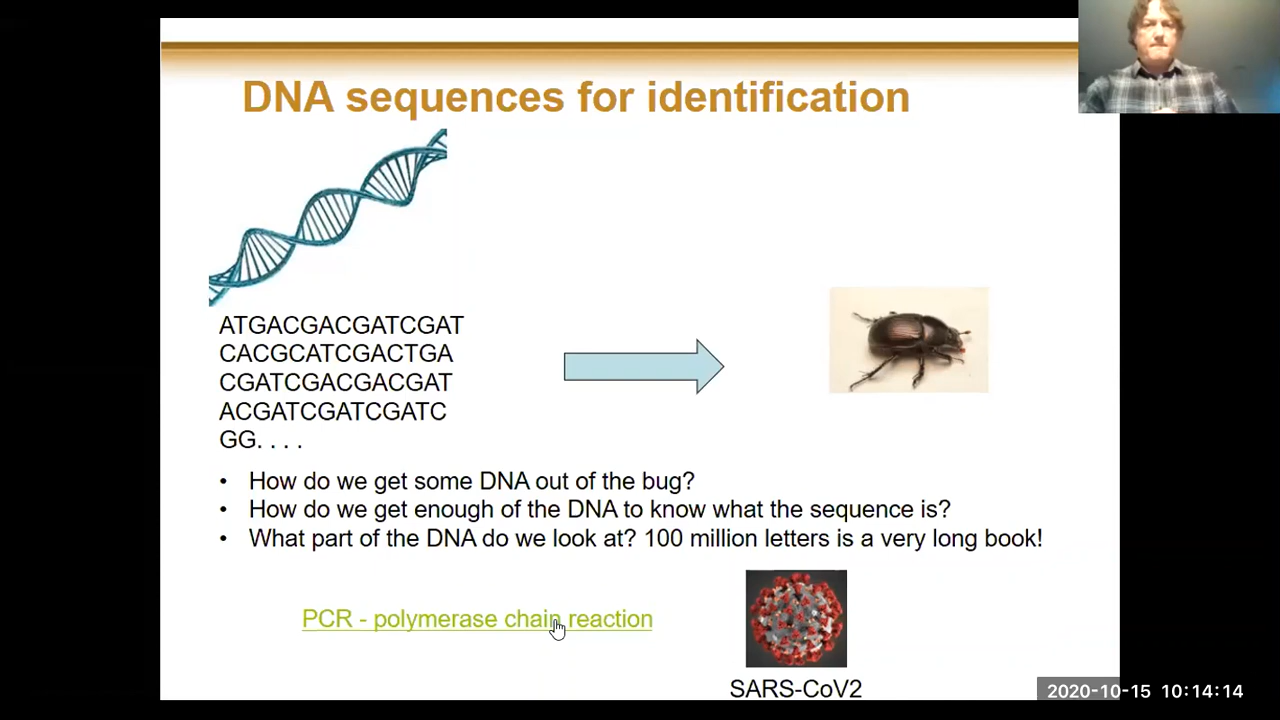 DNA sequences for identification
ATGACGACGATCGAT
CACGCATCGACTGA
CGATCGACGACGAT
ACGATCGATCGATC
GG. . . .
• How do we get some DNA out of the bug?
• How do we get enough of the DNA to know what the sequence is?
• What part of the DNA do we look at? 100 million letters is a very long book!
PCR - polymerase chain reaction
SARS-CoV2
2020-10-15 10:14:14